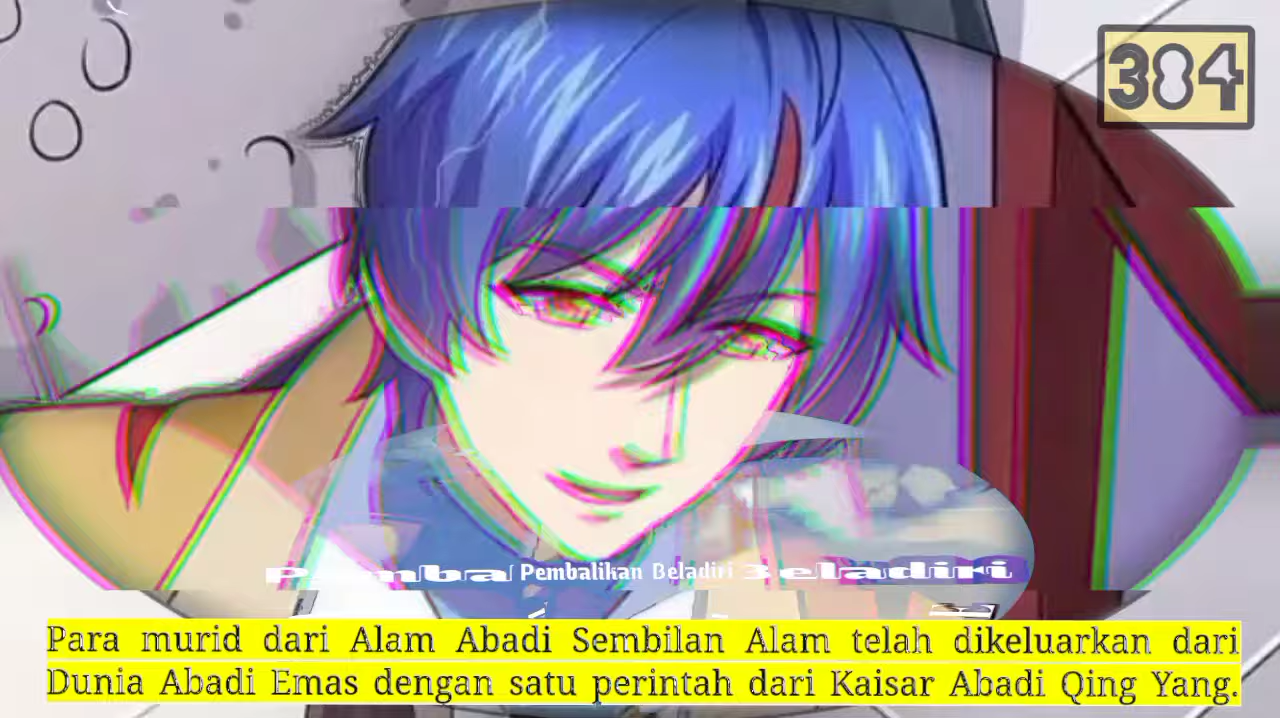 384
Pembalikan Beladiri
Para murid dari Alam Abadi Sembilan Alam telah dikeluarkan dari
Dunia Abadi Emas dengan satu perintah dari Kaisar Abadi Qing Yang.